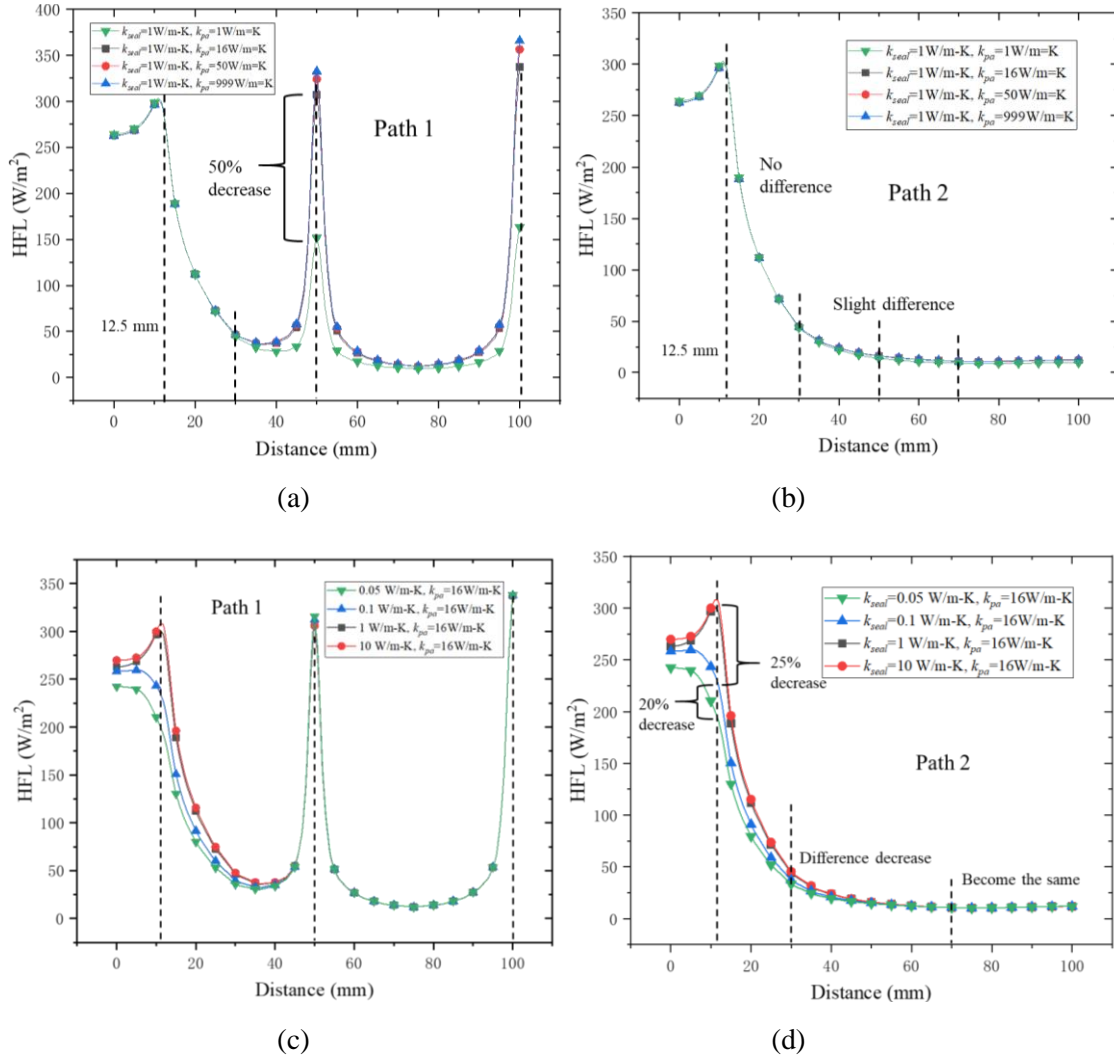 k_seal=1W/m-K, k_pa=1W/m=K
k_seal=1W/m-K, k_pa=16W/m=K
k_seal=1W/m-K, k_pa=50W/m=K
k_seal=1W/m-K, k_pa=999W/m=K
400
350
300
250
200
150
100
50
0
HFL (W/m²)
Path 1
50%
decrease
12.5 mm
0 20 40 60 80 100
Distance (mm)
(a)
k_seal=1W/m-K, k_pa=1W/m=K
k_seal=1W/m-K, k_pa=16W/m=K
k_seal=1W/m-K, k_pa=50W/m=K
k_seal=1W/m-K, k_pa=999W/m=K
350
300
250
200
150
100
50
0
HFL (W/m²)
No
difference
Path 2
Slight difference
12.5 mm
0 20 40 60 80 100
Distance (mm)
(b)
350
300
250
200
150
100
50
0
HFL (W/m²)
Path 1
0.05 W/m-K, k_pa=16W/m-K
0.1 W/m-K, k_pa=16W/m-K
1 W/m-K, k_pa=16W/m-K
10 W/m-K, k_pa=16W/m-K
0 20 40 60 80 100
Distance (mm)
(c)
350
300
250
200
150
100
50
0
HFL (W/m²)
k_seal=0.05 W/m-K, k_pa=16W/m-K
k_seal=0.1 W/m-K, k_pa=16W/m-K
k_seal=1 W/m-K, k_pa=16W/m-K
k_seal=10 W/m-K, k_pa=16W/m-K
25%
decrease
20%
decrease
Path 2
Difference decrease
Become the same
0 20 40 60 80 100
Distance (mm)
(d)